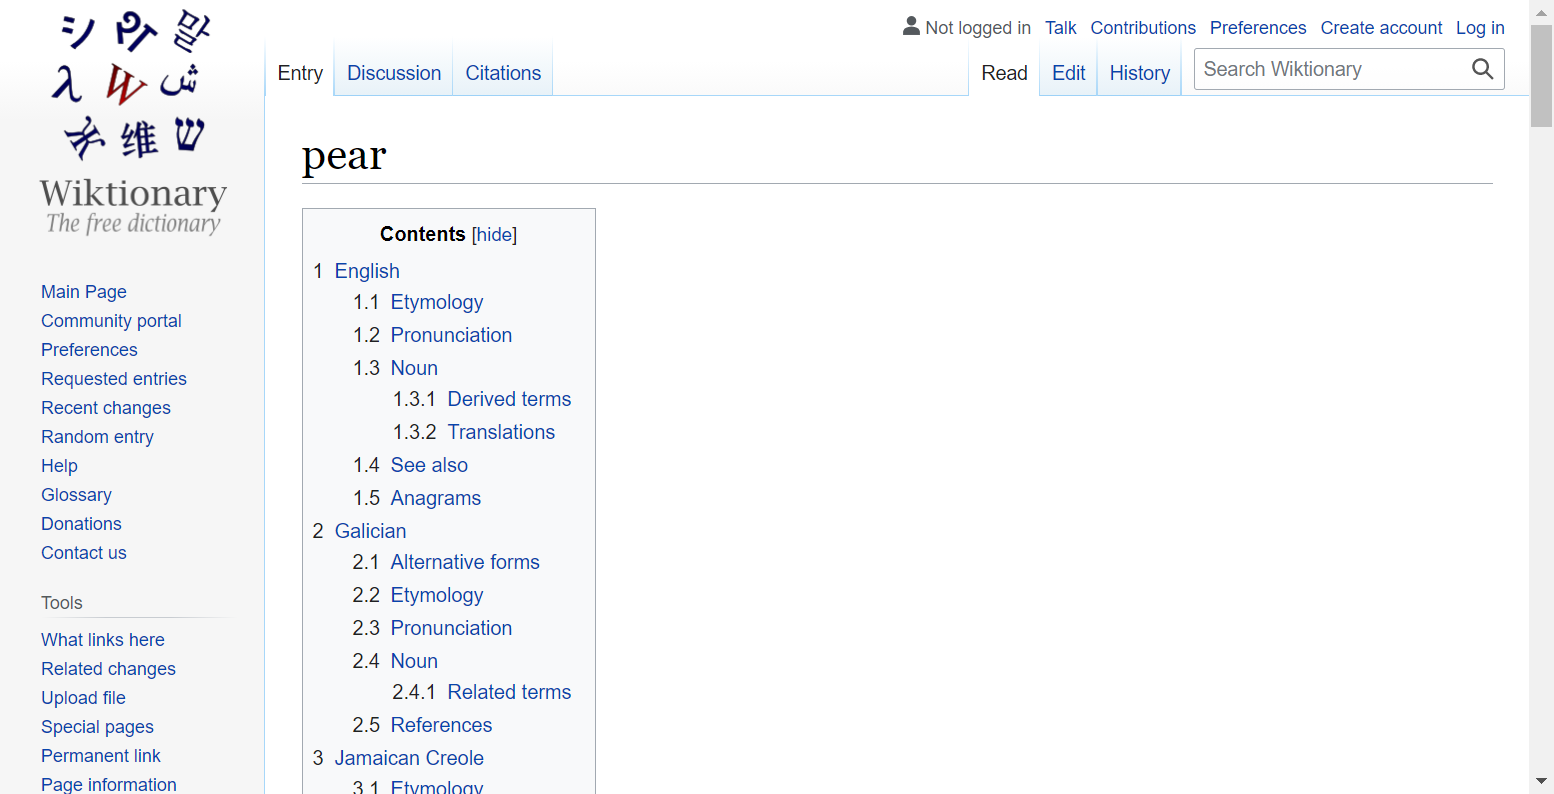 Not logged in Talk Contributions Preferences Create account Log in
Entry Discussion Citations Read Edit History Search Wiktionary
シ क्ष 말
λ W ش
维 ש
Wiktionary
The free dictionary
Main Page
Community portal
Preferences
Requested entries
Recent changes
Random entry
Help
Glossary
Donations
Contact us
Tools
What links here
Related changes
Upload file
Special pages
Permanent link
Page information
pear
Contents [hide]
1 English
1.1 Etymology
1.2 Pronunciation
1.3 Noun
1.3.1 Derived terms
1.3.2 Translations
1.4 See also
1.5 Anagrams
2 Galician
2.1 Alternative forms
2.2 Etymology
2.3 Pronunciation
2.4 Noun
2.4.1 Related terms
2.5 References
3 Jamaican Creole
3.1 Etymology